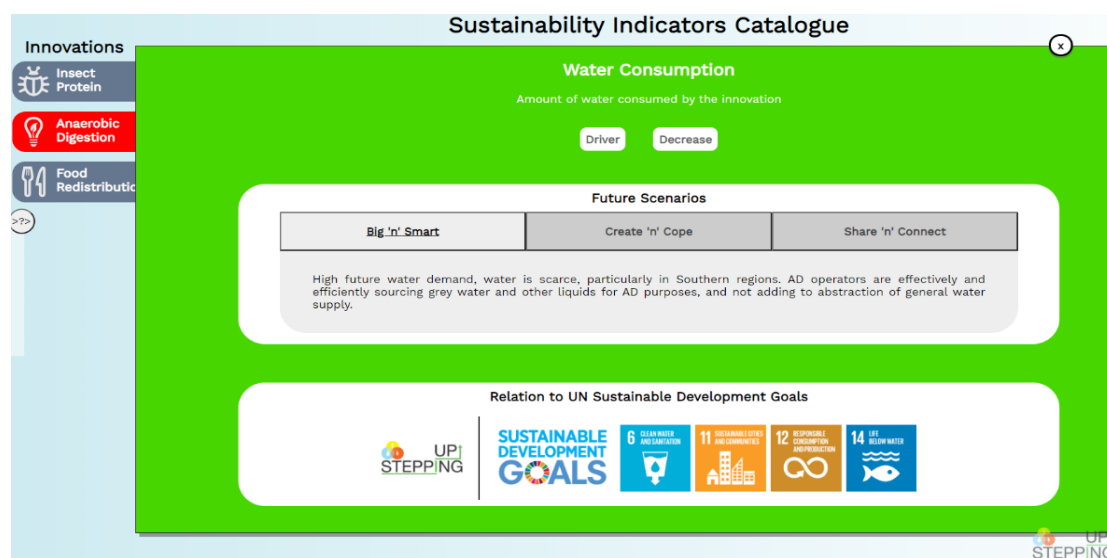 Sustainability Indicators Catalogue
Innovations
x
Insect
Protein
Anaerobic
Digestion
Food
Redistributic
>?>
Water Consumption
Amount of water consumed by the innovation
Driver Decrease
Future Scenarios
Big 'n' Smart Create 'n' Cope Share 'n' Connect
High future water demand, water is scarce, particularly in Southern regions. AD operators are effectively and
efficiently sourcing grey water and other liquids for AD purposes, and not adding to abstraction of general water
supply.
Relation to UN Sustainable Development Goals
UP
STEPPING
SUSTAINABLE
DEVELOPMENT
GOALS
6 CLEAN WATER
AND SANITATION
11 SUSTAINABLE CITIES
AND COMMUNITIES
12 RESPONSIBLE
CONSUMPTION
AND PRODUCTION
14 LIFE
BELOW WATER
UP
STEPPING